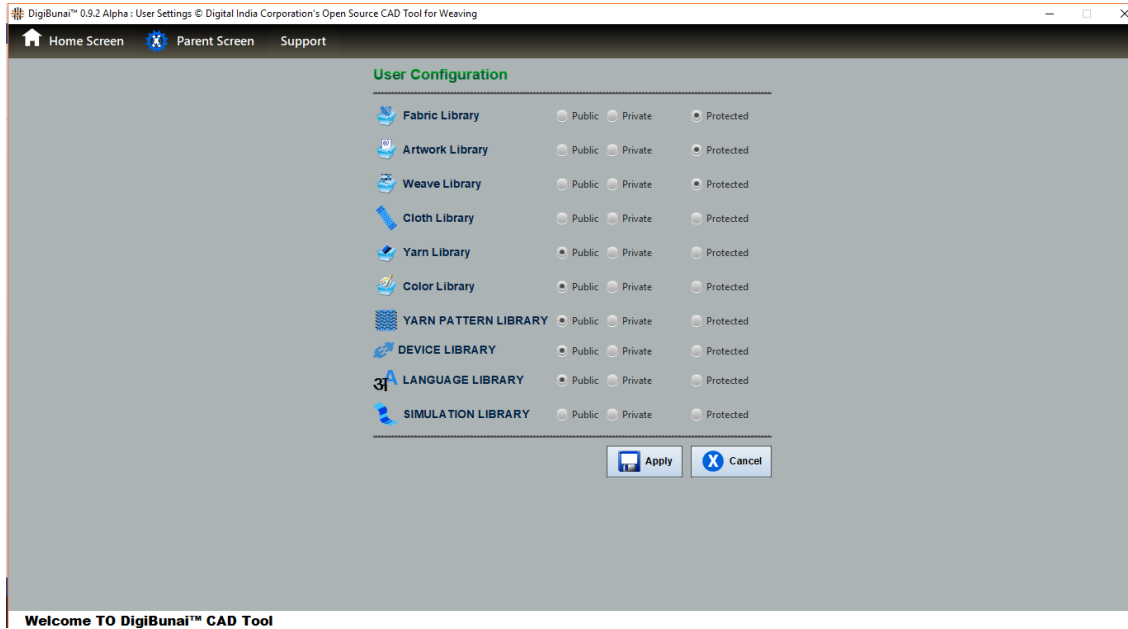 DigiBunai™ 0.9.2 Alpha : User Settings © Digital India Corporation's Open Source CAD Tool for Weaving
Home Screen X Parent Screen Support
User Configuration
Fabric Library Public Private Protected
Artwork Library Public Private Protected
Weave Library Public Private Protected
Cloth Library Public Private Protected
Yarn Library Public Private Protected
Color Library Public Private Protected
YARN PATTERN LIBRARY Public Private Protected
DEVICE LIBRARY Public Private Protected
अA LANGUAGE LIBRARY Public Private Protected
SIMULATION LIBRARY Public Private Protected
Apply X Cancel
Welcome TO DigiBunai™ CAD Tool